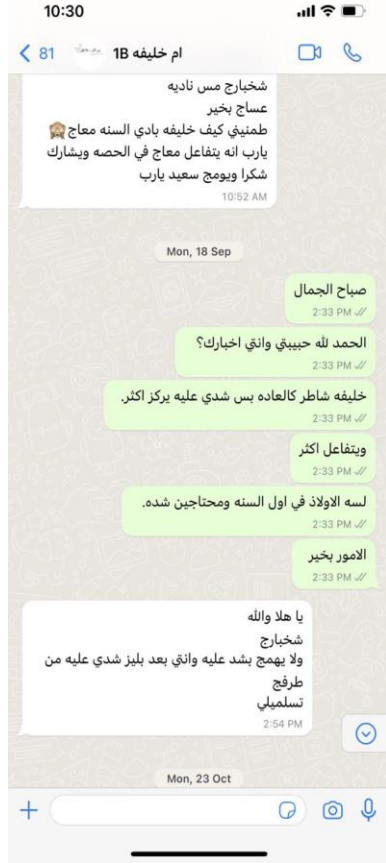 10:30
81
ام خليفه 1B
شخبارج مس ناديه
عساج بخير
طمنيني كيف خليفه بادي السنه معاج🙈
يارب انه يتفاعل معاج في الحصه ويشارك
شكرا ويومج سعيد يارب
10:52 AM
Mon, 18 Sep
صباح الجمال
2:33 PM
الحمد لله حبيبتي وانتي اخبارك؟
2:33 PM
خليفه شاطر كالعاده بس شدي عليه يركز اكثر.
2:33 PM
ويتفاعل اكثر
2:33 PM
لسه الاولاذ في اول السنه ومحتاجين شده.
2:33 PM
الامور بخير
2:33 PM
يا هلا والله
شخبارج
ولا يهمج بشد عليه وانتي بعد بليز شدي عليه من
طرفج
تسلميلي
2:54 PM
Mon, 23 Oct